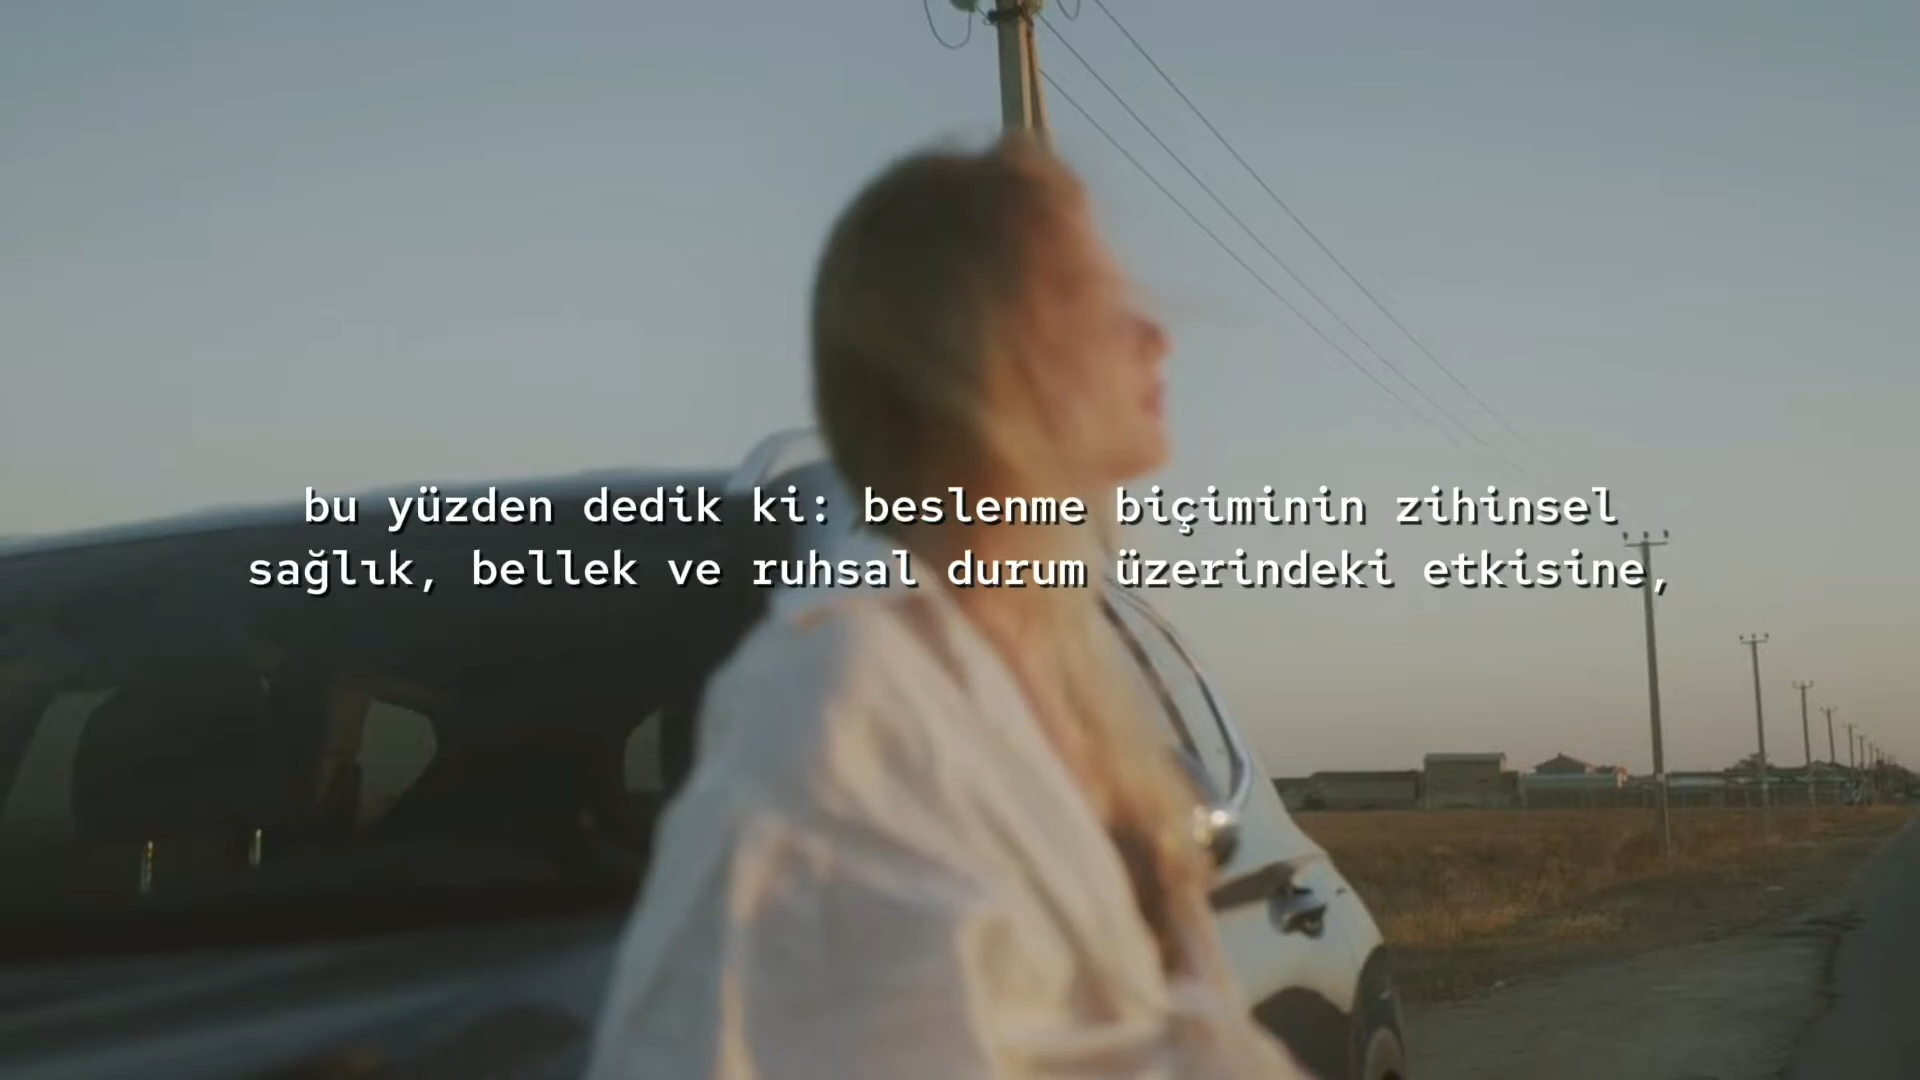 bu yüzden dedik ki: beslenme biçiminin zihinsel
sağlık, bellek ve ruhsal durum üzerindeki etkisine,